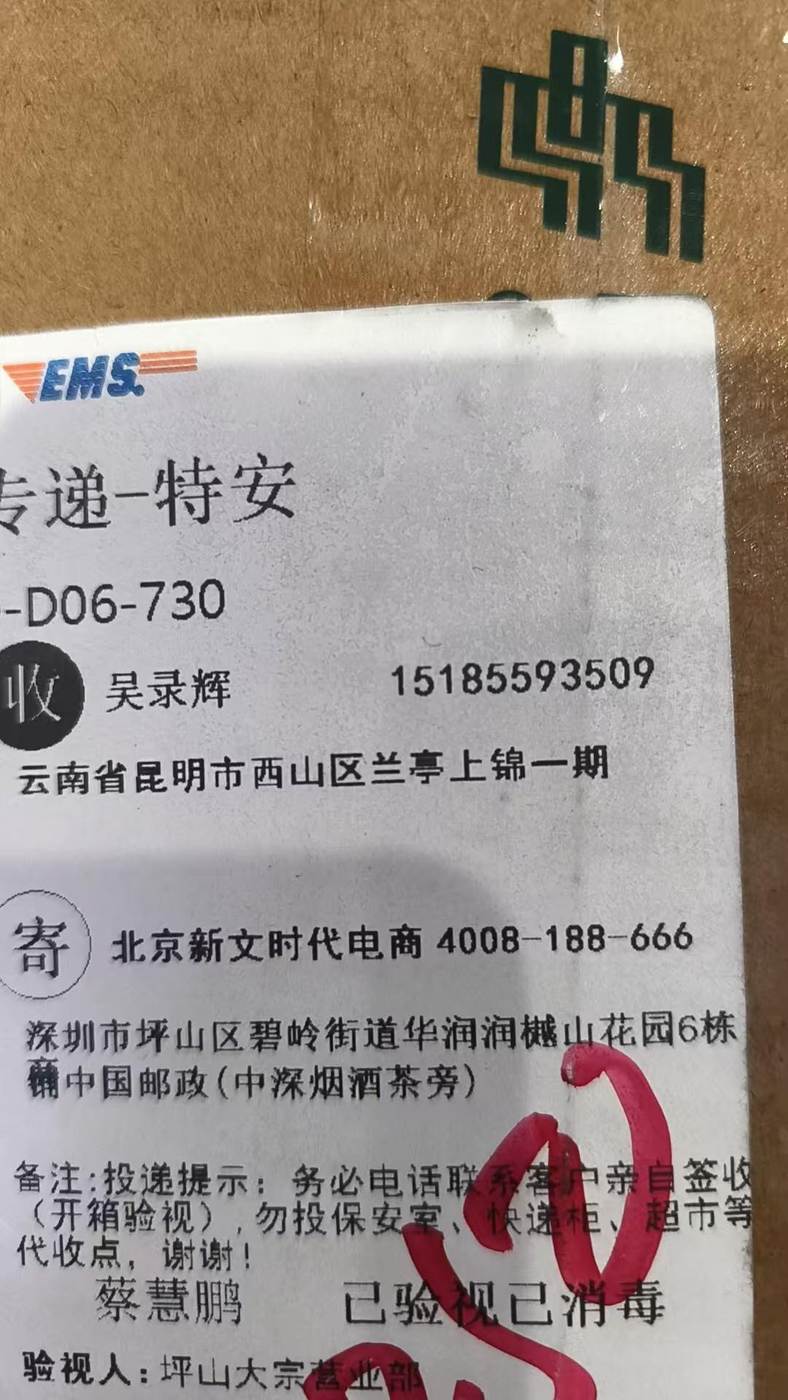 EMS
专递-特安
-D06-730
收 吴录辉 15185593509
云南省昆明市西山区兰亭上锦一期
寄 北京新文时代电商 4008-188-666
深圳市坪山区碧岭街道华润润樾山花园6栋
商铺中国邮政(中深烟酒茶旁)
备注:投递提示：务必电话联系客户亲自签收
（开箱验视）,勿投保安室、快递柜、超市等
代收点，谢谢!
蔡慧鹏 已验视已消毒
验视人:坪山大宗营业部